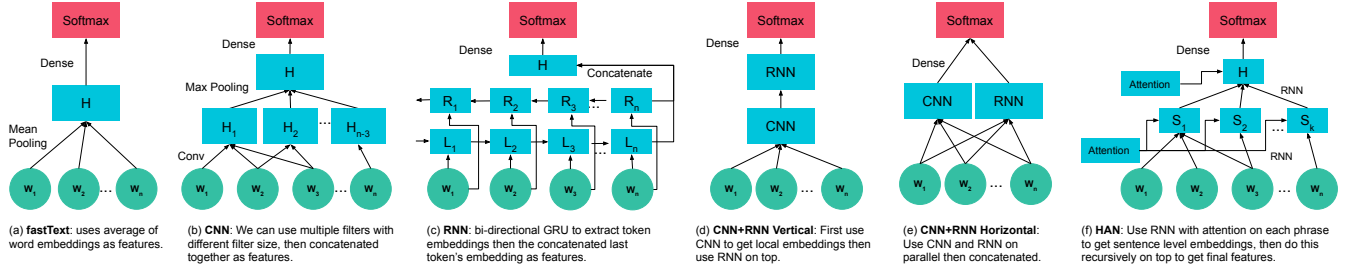 Softmax
Dense
H
Mean
Pooling
w1 w2 ... wn
(a) fastText: uses average of
word embeddings as features.
Softmax
Dense
H
Max Pooling
H1 H2 ... Hn-3
Conv
w1 w2 w3 ... wn
(b) CNN: We can use multiple filters with
different filter size, then concatenated
together as features.
Softmax
Dense
H
Concatenate
R1 R2 R3 ... Rn
L1 L2 L3 ... Ln
w1 w2 w3 wn
(c) RNN: bi-directional GRU to extract token
embeddings then the concatenated last
token's embedding as features.
Softmax
Dense
RNN
CNN
w1 w2 ... wn
(d) CNN+RNN Vertical: First use
CNN to get local embeddings then
use RNN on top.
Softmax
Dense
CNN RNN
w1 w2 ... wn
(e) CNN+RNN Horizontal:
Use CNN and RNN on
parallel then concatenated.
Softmax
Dense
Attention H
RNN
S1 S2 ... Sk
Attention
RNN
w1 w2 w3 ... wn
(f) HAN: Use RNN with attention on each phrase
to get sentence level embeddings, then do this
recursively on top to get final features.